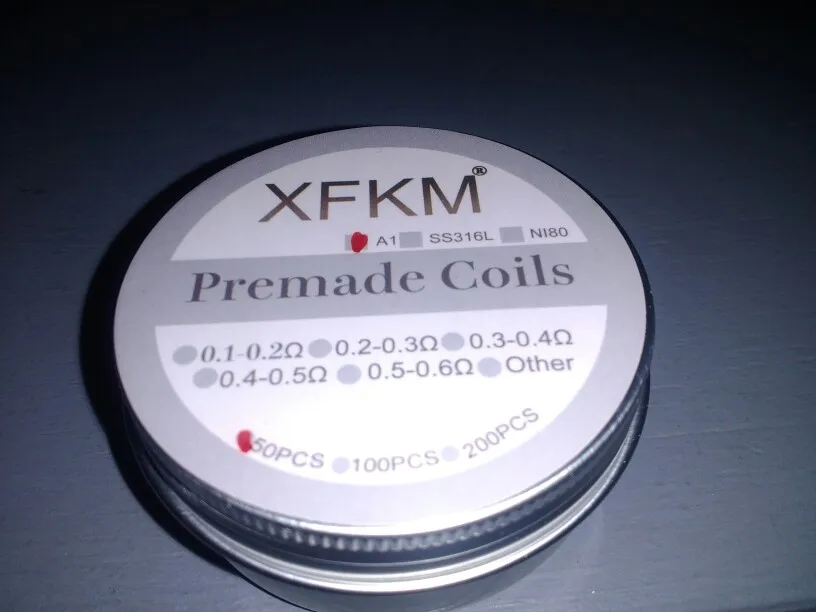 XFKM®
A1 SS316L NI80
Premade Coils
0.1-0.2Ω 0.2-0.3Ω 0.3-0.4Ω
0.4-0.5Ω 0.5-0.6Ω Other
50PCS 100PCS 200PCS